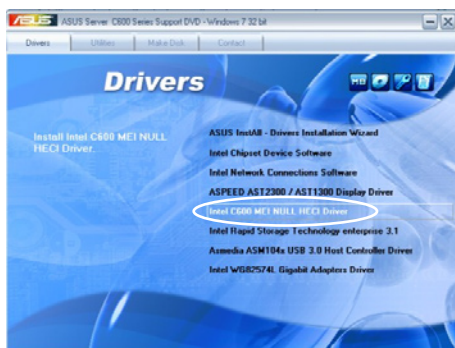 ASUS
ASUS Server C600 Series Support DVD - Windows 7 32 bit
Drivers
Utilities
Make Disk
Contact
Drivers
Install Intel C600 MEI NULL
HECI Driver.
ASUS InstAll - Drivers Installation Wizard
Intel Chipset Device Software
Intel Network Connections Software
ASPEED AST2300 / AST1300 Display Driver
Intel C600 MEI NULL HECI Driver
Intel Rapid Storage Technology enterprise 3.1
Asmedia ASM104x USB 3.0 Host Controller Driver
Intel WG82574L Gigabit Adapters Driver